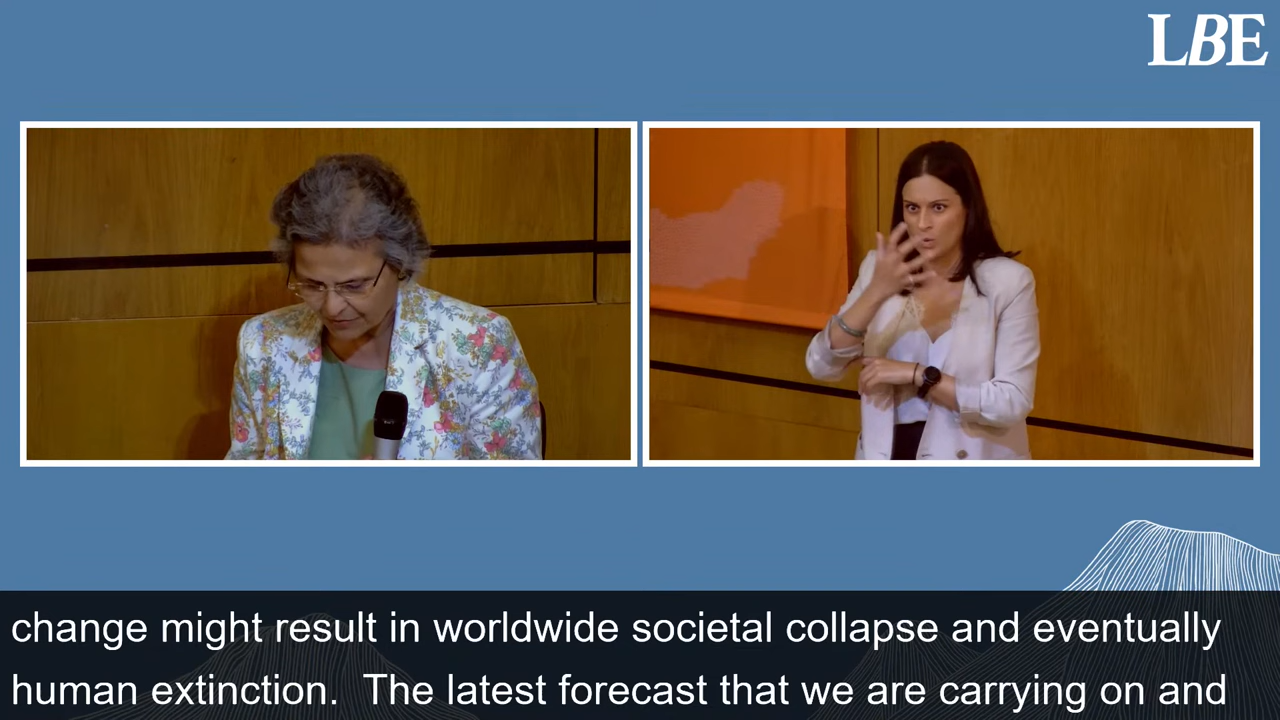 LBE
change might result in worldwide societal collapse and eventually
human extinction.  The latest forecast that we are carrying on and